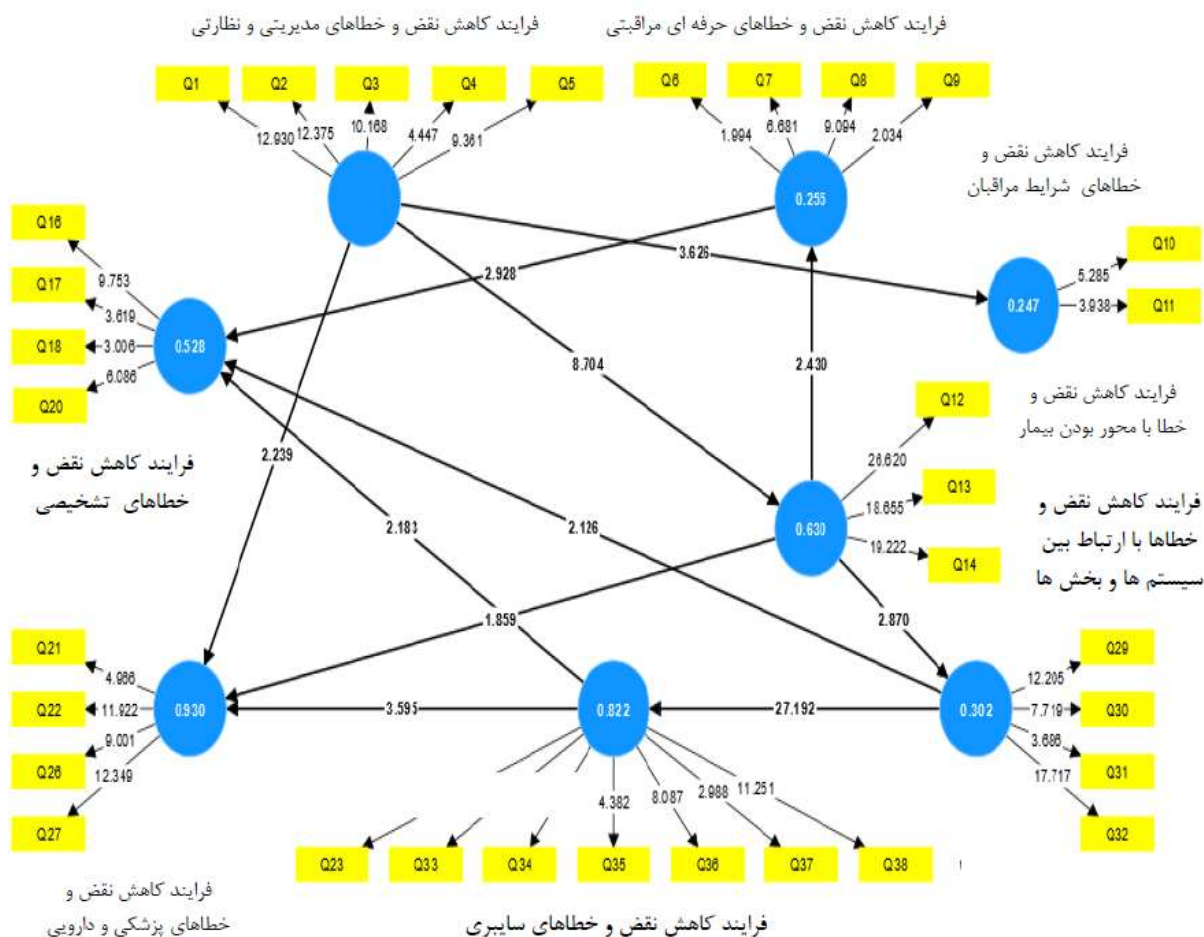 فرایند کاهش نقض و خطاهای مدیریتی و نظارتی
فرایند کاهش نقض و خطاهای حرفه ای مراقبتی
Q1
Q2
Q3
Q4
Q5
Q6
Q7
Q8
Q9
12.930
12.375
10.168
4.447
9.361
1.994
6.681
9.094
2.034
فرایند کاهش نقض و
خطاهای شرایط مراقبان
0.255
Q16
Q17
Q18
Q20
9.753
3.619
3.006
6.086
0.528
2.928
3.626
Q10
Q11
5.285
3.938
0.247
8.704
2.430
فرایند کاهش نقض و
خطا با محور بودن بیمار
Q12
Q13
Q14
26.620
18.655
19.222
0.630
فرایند کاهش نقض و
خطاهای تشخیصی
2.239
2.183
2.126
فرایند کاهش نقض و
خطاها با ارتباط بین
سیستم ها و بخش ها
1.859
2.870
Q21
Q22
Q26
Q27
4.986
11.922
9.001
12.349
0.930
3.595
0.822
27.192
0.302
Q29
Q30
Q31
Q32
12.205
7.719
3.686
17.717
4.382
8.087
2.988
11.251
Q23
Q33
Q34
Q35
Q36
Q37
Q38
فرایند کاهش نقض و
خطاهای پزشکی و دارویی
فرایند کاهش نقض و خطاهای سایبری